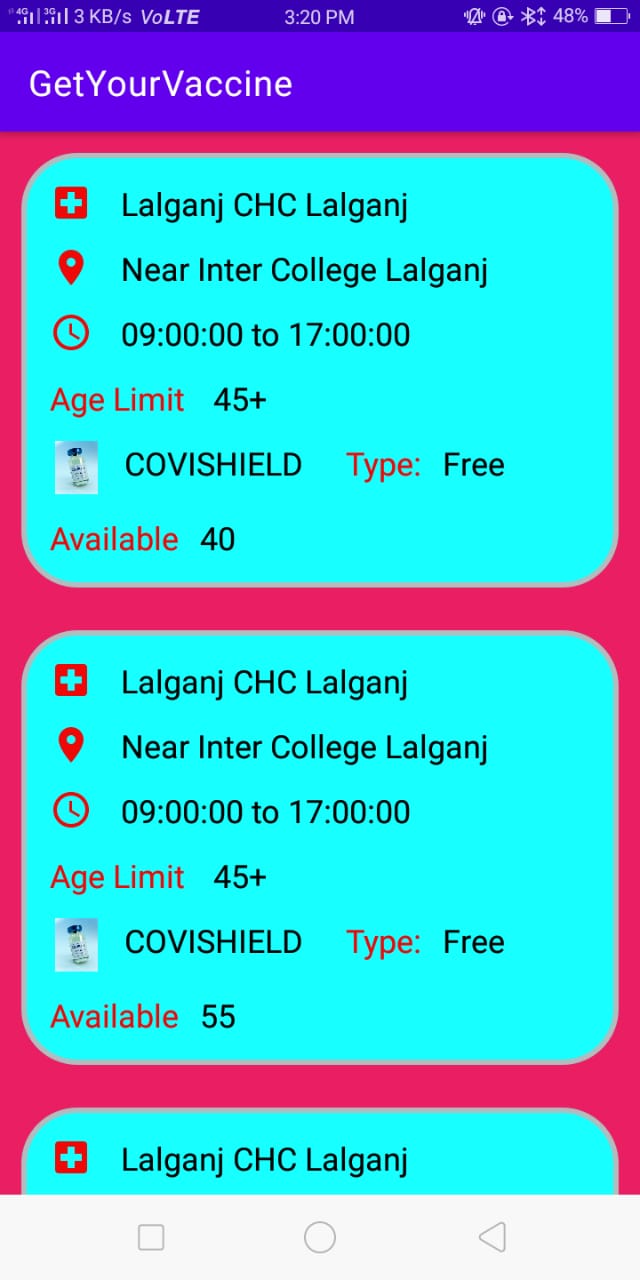 4G 3G 3 KB/s VoLTE 3:20 PM 48%
GetYourVaccine
Lalganj CHC Lalganj
Near Inter College Lalganj
09:00:00 to 17:00:00
Age Limit 45+
COVISHIELD Type: Free
Available 40
Lalganj CHC Lalganj
Near Inter College Lalganj
09:00:00 to 17:00:00
Age Limit 45+
COVISHIELD Type: Free
Available 55
Lalganj CHC Lalganj